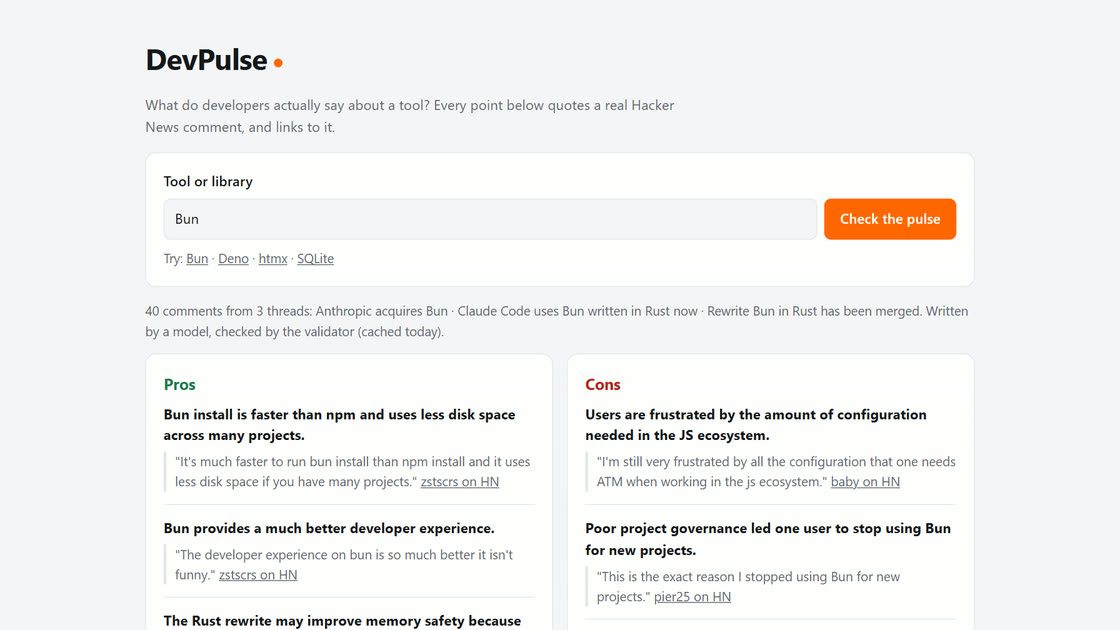 DevPulse
What do developers actually say about a tool? Every point below quotes a real Hacker
News comment, and links to it.
Tool or library
Bun
Check the pulse
Try: Bun · Deno · htmx · SQLite
40 comments from 3 threads: Anthropic acquires Bun · Claude Code uses Bun written in Rust now · Rewrite Bun in Rust has been merged. Written
by a model, checked by the validator (cached today).
Pros
Bun install is faster than npm and uses less disk space
across many projects.
"It's much faster to run bun install than npm install and it uses
less disk space if you have many projects." zstscrs on HN
Bun provides a much better developer experience.
"The developer experience on bun is so much better it isn't
funny." zstscrs on HN
The Rust rewrite may improve memory safety because
Cons
Users are frustrated by the amount of configuration
needed in the JS ecosystem.
"I'm still very frustrated by all the configuration that one needs
ATM when working in the js ecosystem." baby on HN
Poor project governance led one user to stop using Bun
for new projects.
"This is the exact reason I stopped using Bun for new
projects." pier25 on HN